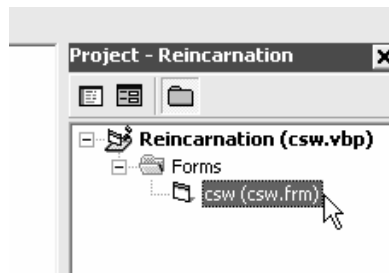 Project - Reincarnation
Reincarnation (csw.vbp)
Forms
csw (csw.frm)